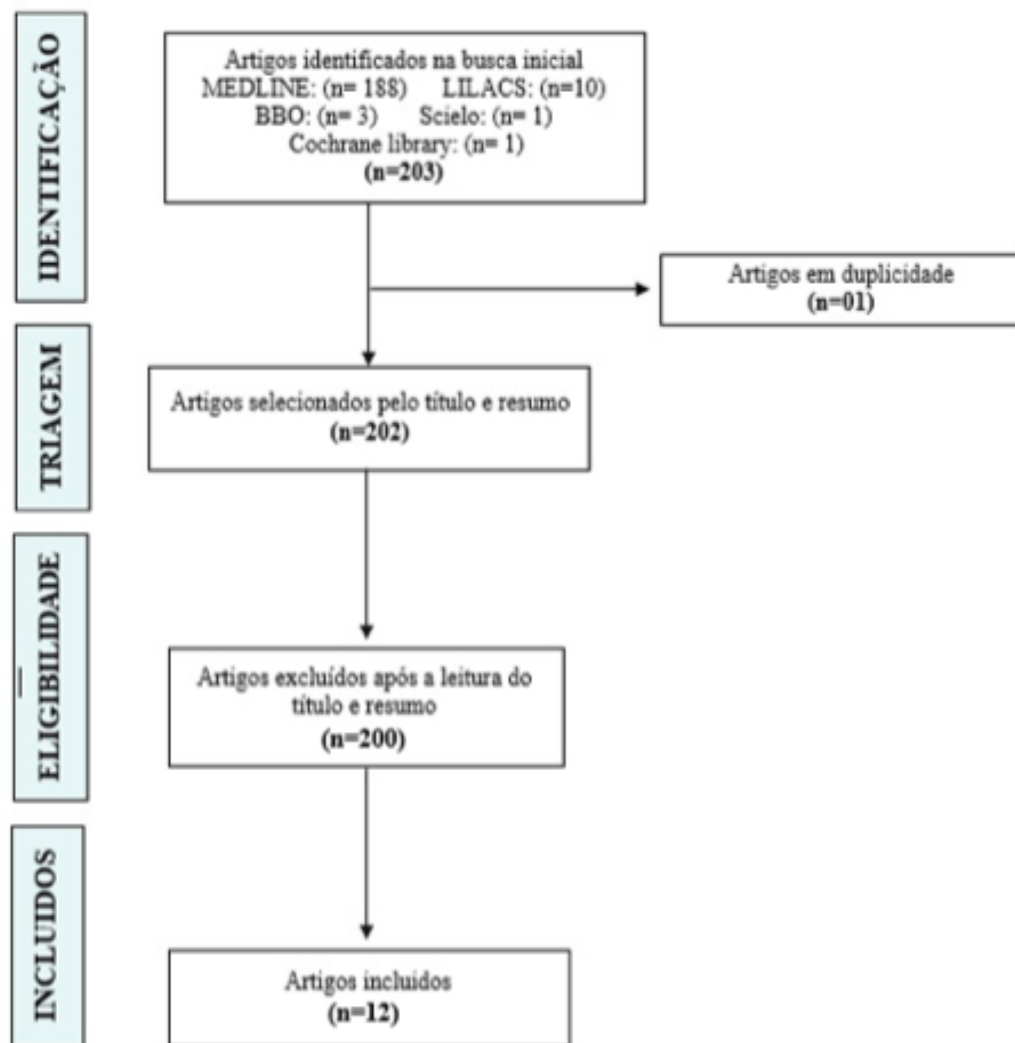 IDENTIFICAÇÃO
Artigos identificados na busca inicial
MEDLINE: (n= 188) LILACS: (n=10)
BBO: (n= 3) Scielo: (n= 1)
Cochrane library: (n= 1)
(n=203)
Artigos em duplicidade
(n=01)
TRIAGEM
Artigos selecionados pelo título e resumo
(n=202)
ELIGIBILIDADE
Artigos excluídos após a leitura do
título e resumo
(n=200)
INCLUIDOS
Artigos incluidos
(n=12)